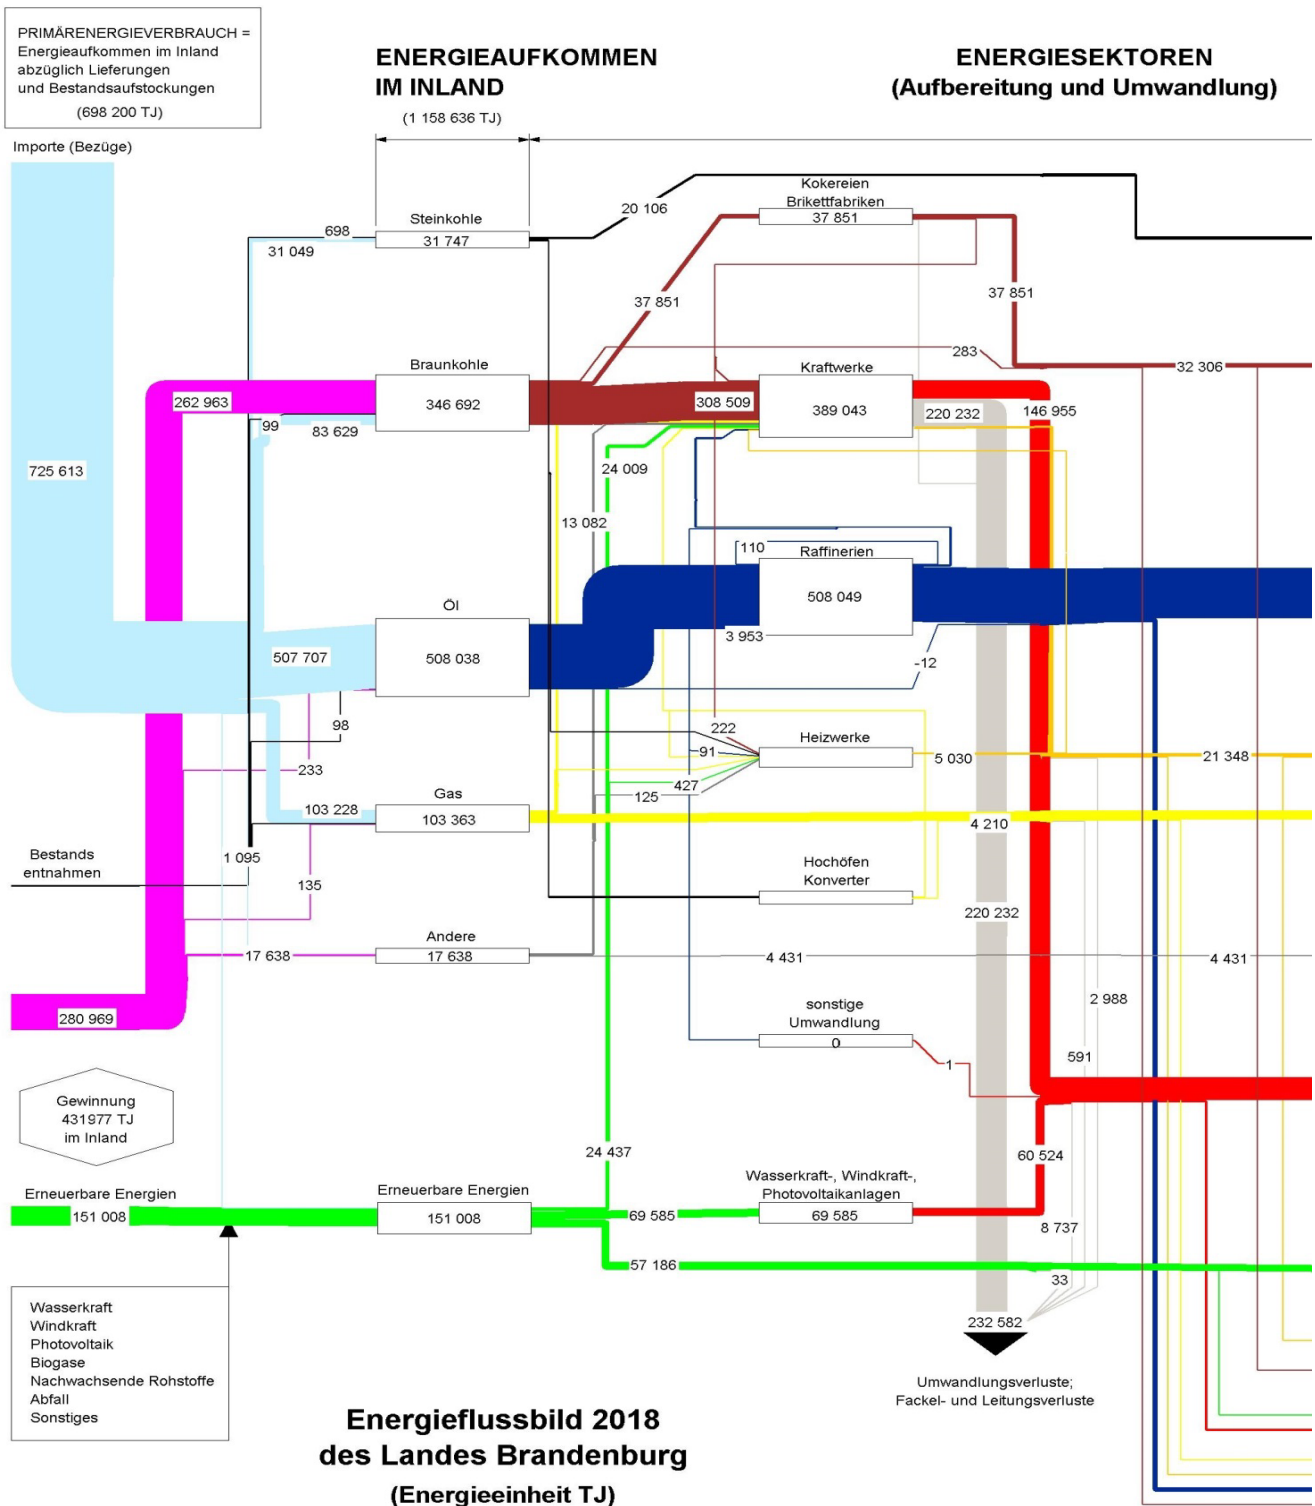 PRIMÄRENERGIEVERBRAUCH =
Energieaufkommen im Inland
abzüglich Lieferungen
und Bestandsaufstockungen
(698 200 TJ)
ENERGIEAUFKOMMEN
IM INLAND
(1 158 636 TJ)
ENERGIESEKTOREN
(Aufbereitung und Umwandlung)
Importe (Bezüge)
Kokereien
Brikettfabriken
37 851
20 106
Steinkohle
31 747
698
31 049
37 851
37 851
283
32 306
Braunkohle
346 692
Kraftwerke
389 043
262 963
99
83 629
308 509
220 232
146 955
725 613
24 009
13 082
110
Raffinerien
508 049
Öl
508 038
507 707
3 953
-12
98
233
222
91
Heizwerke
5 030
21 348
427
125
Gas
103 363
103 228
4 210
1 095
135
Bestands
entnahmen
Hochöfen
Konverter
220 232
Andere
17 638
17 638
4 431
4 431
280 969
sonstige
Umwandlung
0
1
2 988
591
Gewinnung
431977 TJ
im Inland
24 437
60 524
Erneuerbare Energien
151 008
Erneuerbare Energien
151 008
69 585
Wasserkraft-, Windkraft-,
Photovoltaikanlagen
69 585
8 737
57 186
33
232 582
Wasserkraft
Windkraft
Photovoltaik
Biogase
Nachwachsende Rohstoffe
Abfall
Sonstiges
Umwandlungsverluste;
Fackel- und Leitungsverluste
Energieflussbild 2018
des Landes Brandenburg
(Energieeinheit TJ)